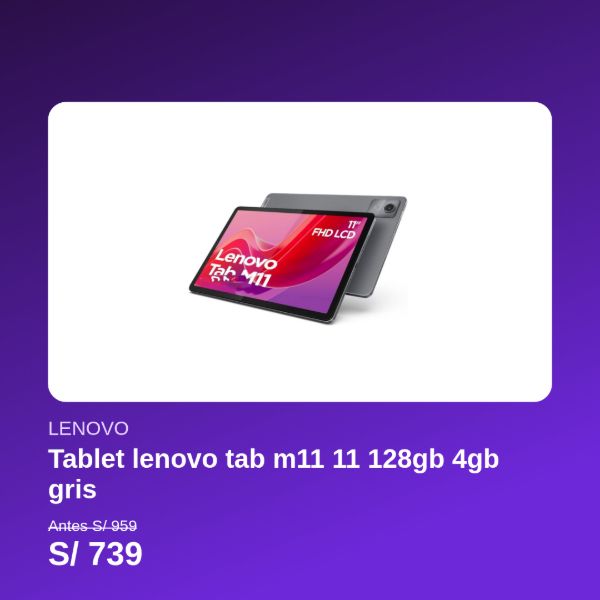 11"
FHD LCD
Lenovo
Tab M11
LENOVO
Tablet lenovo tab m11 11 128gb 4gb
gris
Antes S/ 959
S/ 739